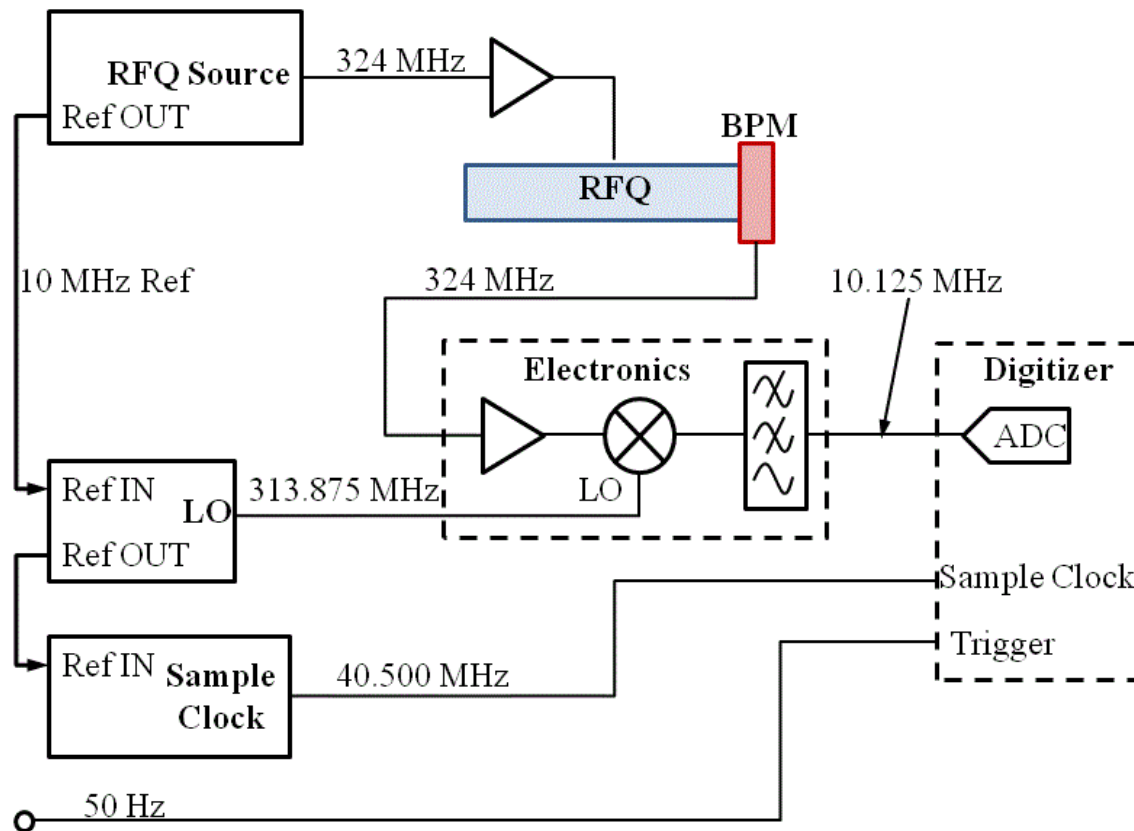 RFQ Source
Ref OUT
324 MHz
BPM
RFQ
10 MHz Ref
324 MHz
10.125 MHz
Electronics
Digitizer
ADC
Ref IN
LO
Ref OUT
313.875 MHz
LO
Sample Clock
Trigger
Ref IN
Sample
Clock
40.500 MHz
50 Hz